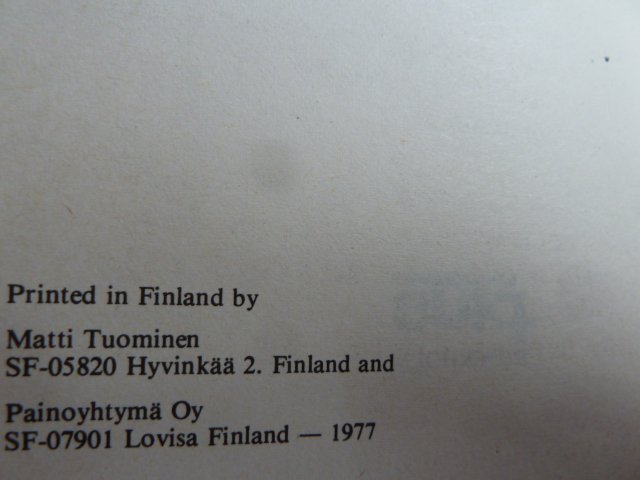 Printed in Finland by
Matti Tuominen
SF-05820 Hyvinkää 2. Finland and
Painoyhtymä Oy
SF-07901 Lovisa Finland — 1977